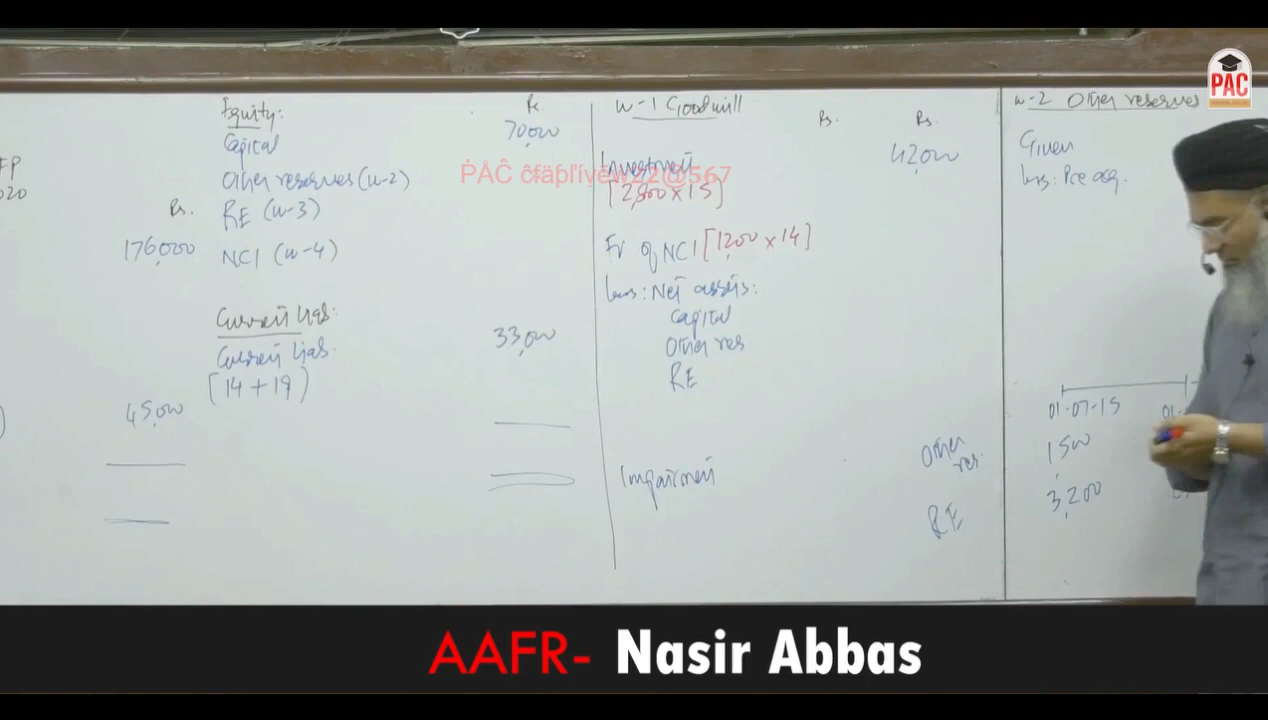 FP
020
Rs.
176,000
45,000
Equity:
Rs.
Capital
70,000
Other reserves (W-2)
RE (W-3)
NCI (W-4)
Current liab:
Current liab.
33,000
[14 + 19]
W-1 Goodwill
Rs.
Rs.
Investment
42,000
[2,800 x 15]
FV of NCI [1,200 x 14]
Less: Net assets:
Capital
Other res
RE
Impairment
Other
res.
RE
W-2 Other reserves
Given
Less: Pre acq.
01-07-15
1,500
3,200
PAC
AAFR- Nasir Abbas